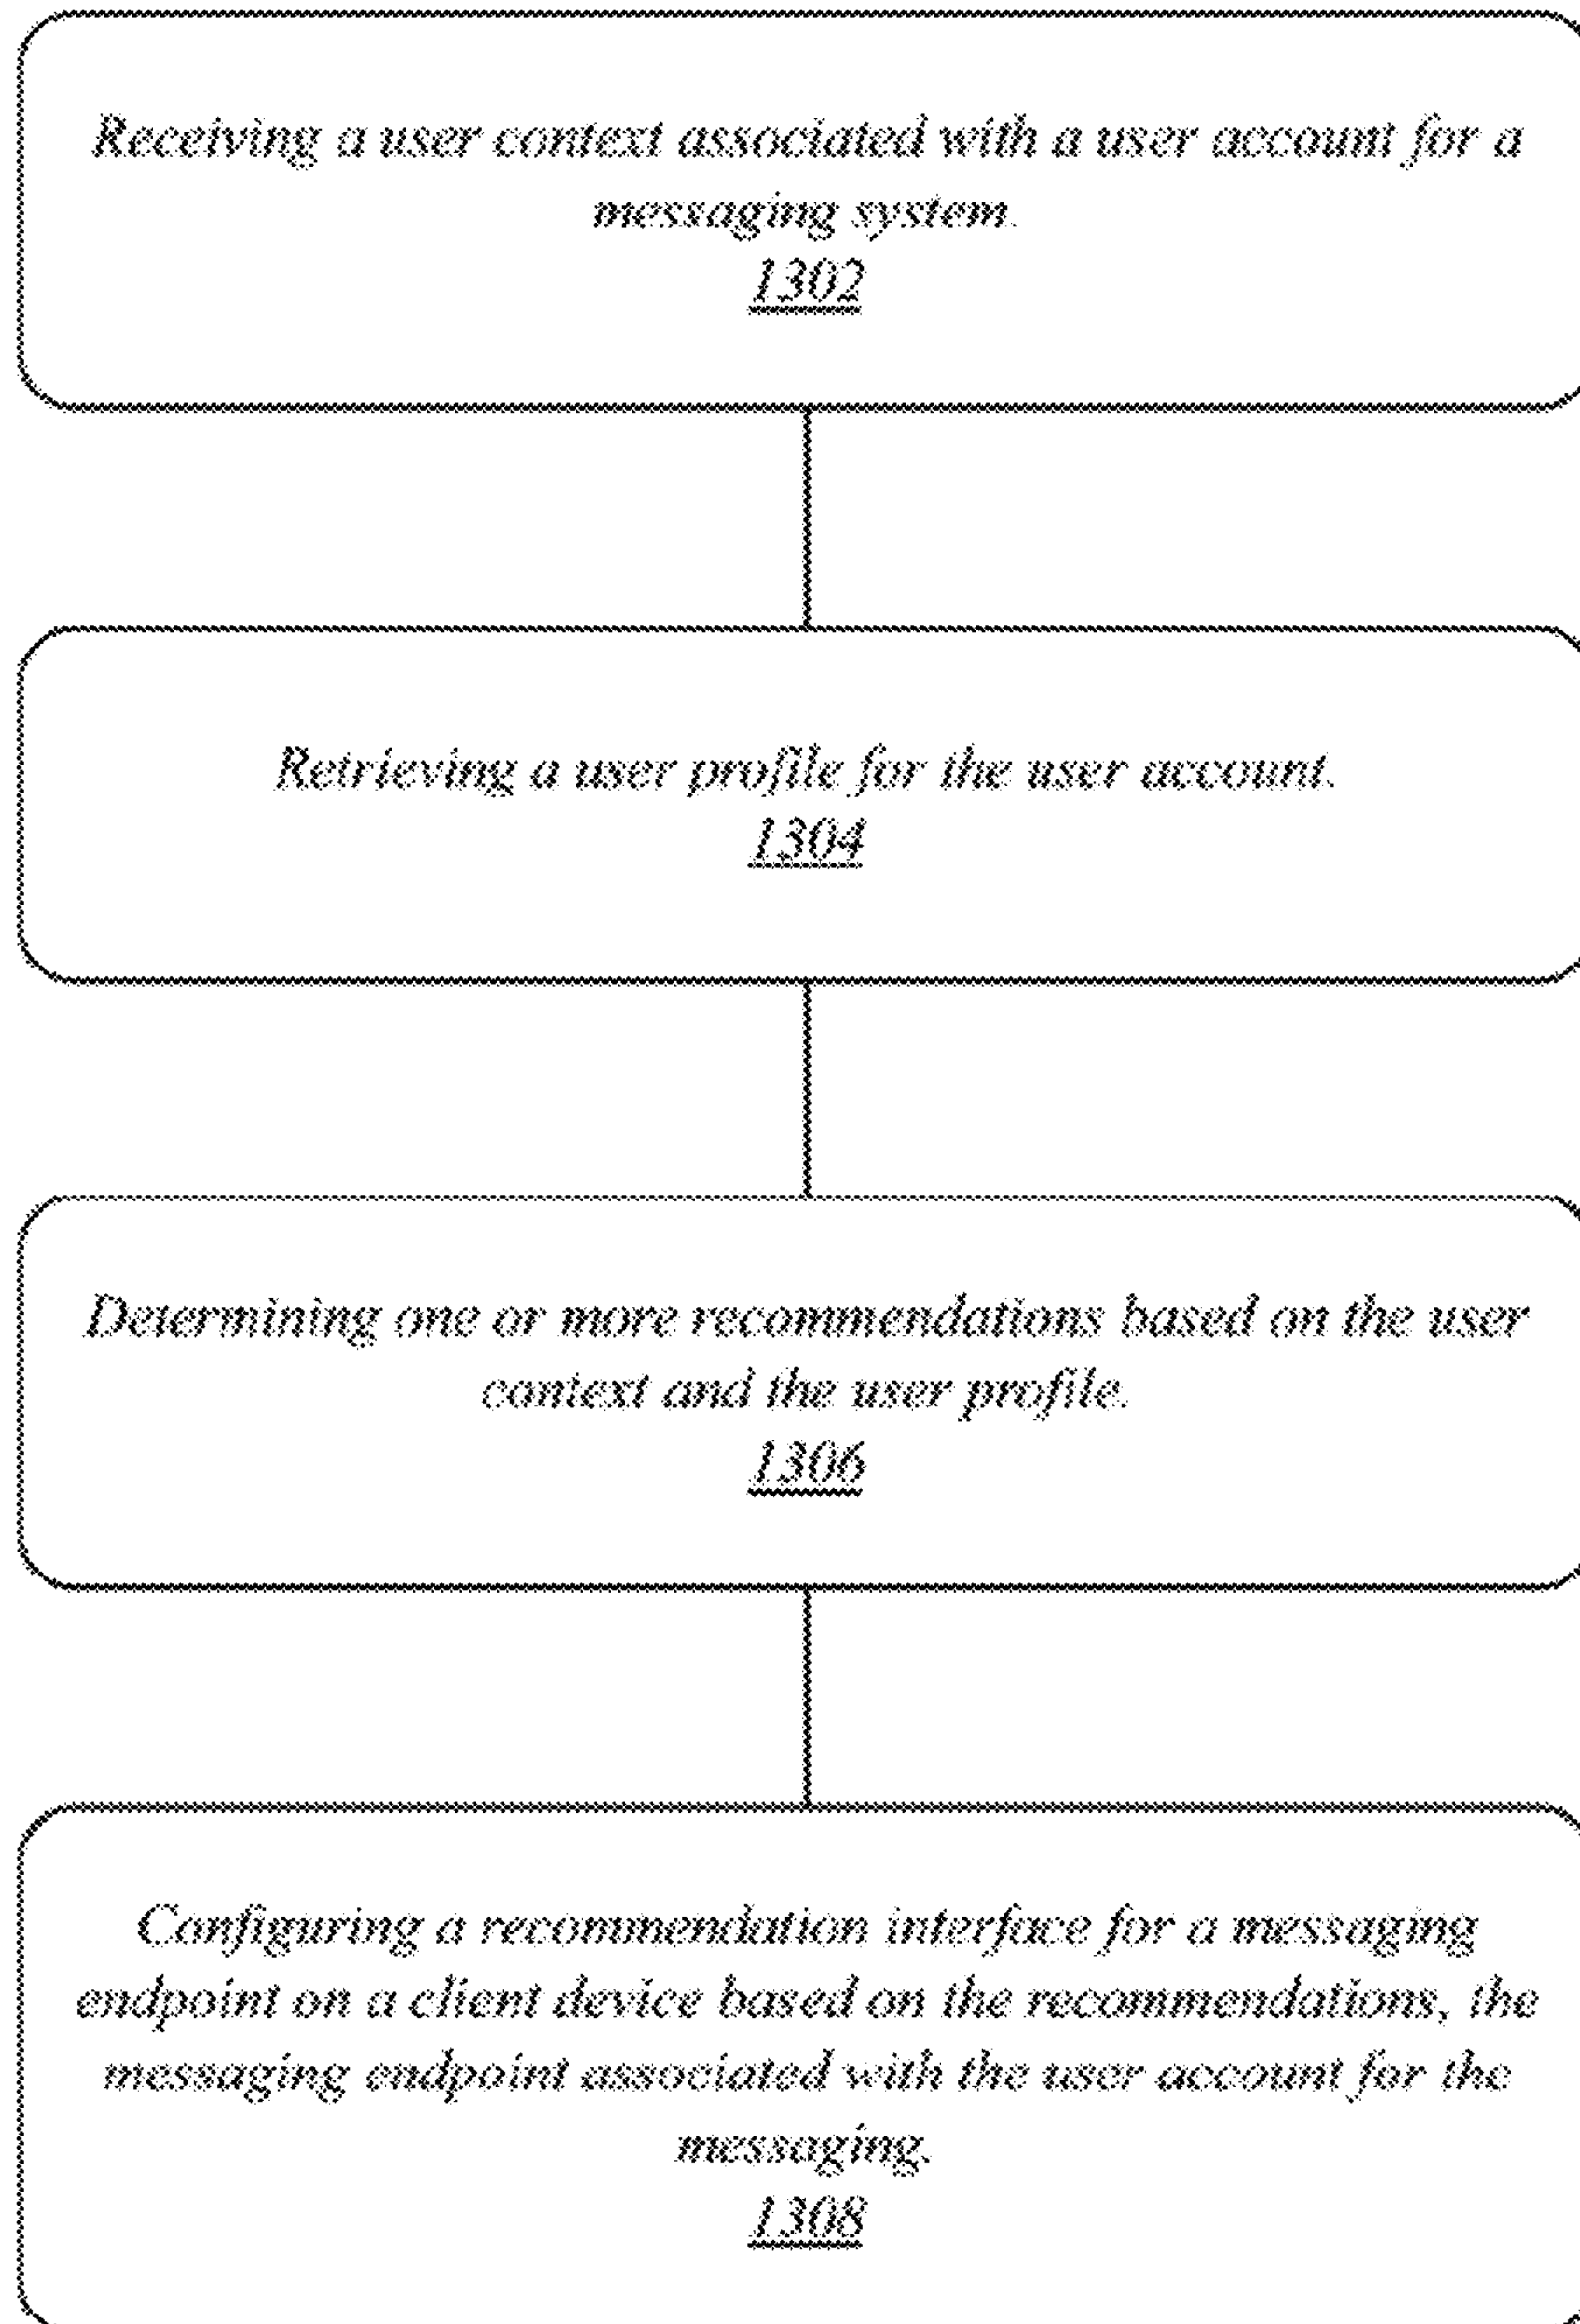 Receiving a user context associated with a user account for a
messaging system.
1302
Retrieving a user profile for the user account.
1304
Determining one or more recommendations based on the user
context and the user profile.
1306
Configuring a recommendation interface for a messaging
endpoint on a client device based on the recommendations, the
messaging endpoint associated with the user account for the
messaging.
1308